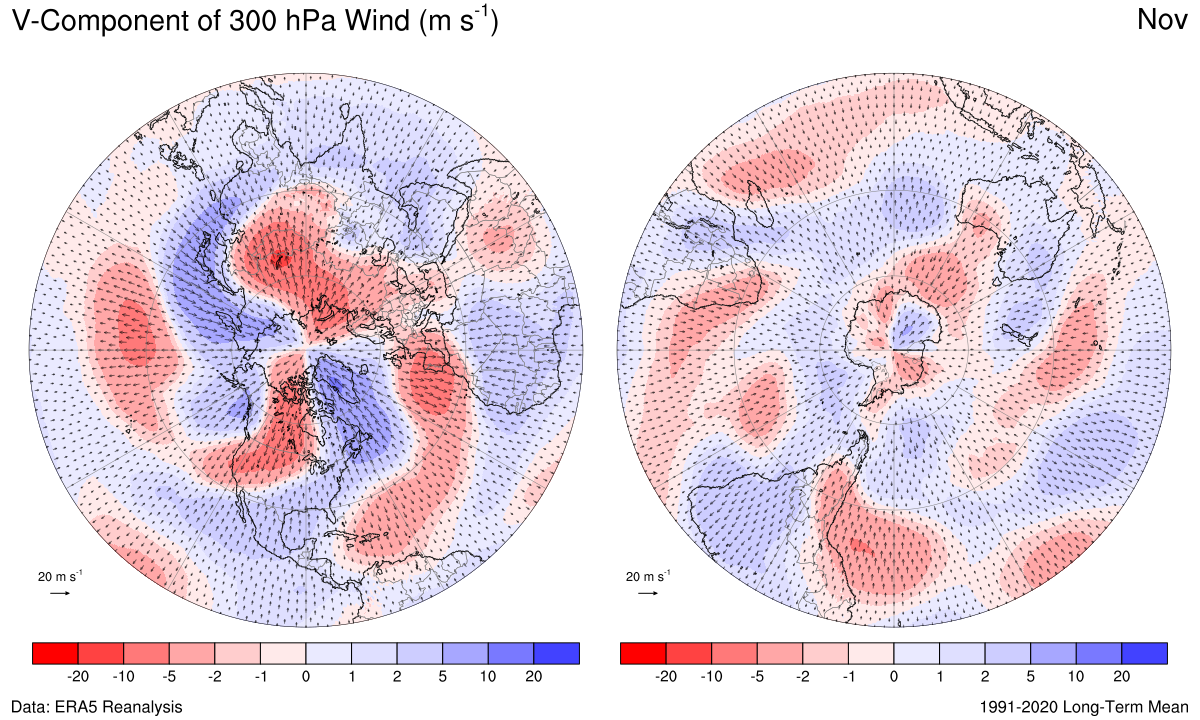 V-Component of 300 hPa Wind (m s-1) Nov
20 m s-1 20 m s-1
-20 -10 -5 -2 -1 0 1 2 5 10 20 -20 -10 -5 -2 -1 0 1 2 5 10 20
Data: ERA5 Reanalysis 1991-2020 Long-Term Mean